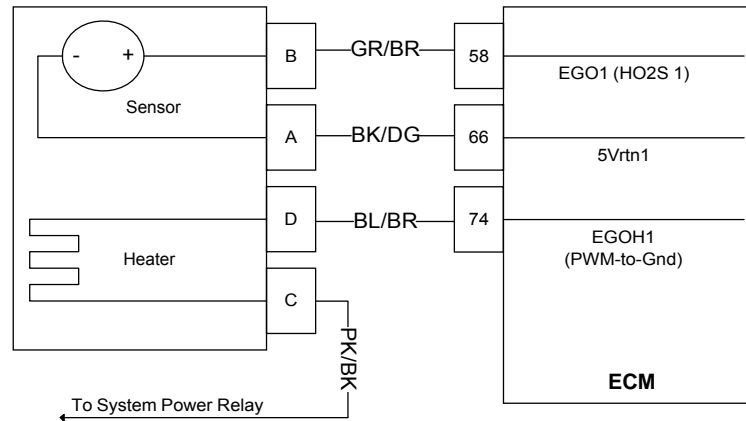 - + B GR/BR 58
EGO1 (HO2S 1)
Sensor
A BK/DG 66
5Vrtn1
D BL/BR 74
EGOH1
(PWM-to-Gnd)
Heater
C
PK/BK
ECM
To System Power Relay